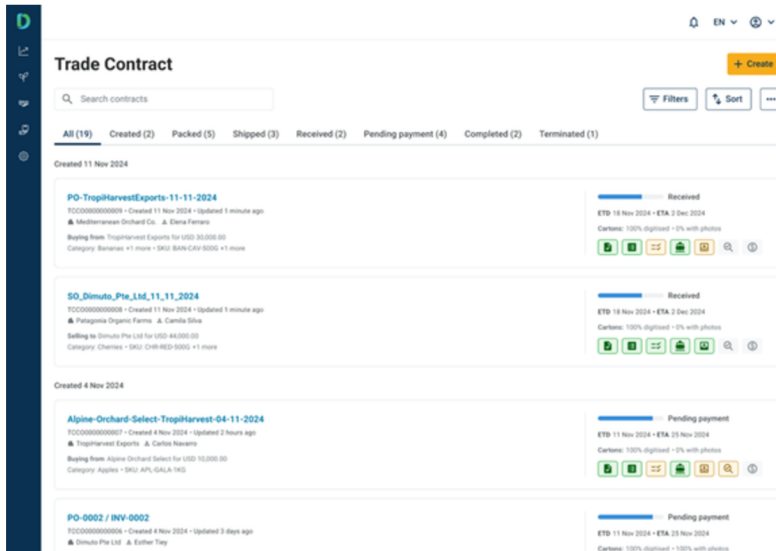 D
EN
Trade Contract
+ Create
Search contracts
Filters
Sort
All (19)
Created (2)
Packed (5)
Shipped (3)
Received (2)
Pending payment (4)
Completed (2)
Terminated (1)
Created 11 Nov 2024
PO-TropiHarvestExports-11-11-2024
TCC00000000009 • Created 11 Nov 2024 • Updated 1 minute ago
Mediterranean Orchard Co. Elena Ferraro
Buying from TropiHarvest Exports for USD 30,000.00
Category: Bananas +1 more • SKU: BAN-CAV-500G +1 more
Received
ETD 18 Nov 2024 • ETA 2 Dec 2024
Cartons: 100% digitised • 0% with photos
SO_Dimuto_Pte_Ltd_11_11_2024
TCC00000000008 • Created 11 Nov 2024 • Updated 1 minute ago
Patagonia Organic Farms Camila Silva
Selling to Dimuto Pte Ltd for USD 44,000.00
Category: Cherries • SKU: CHR-RED-500G +1 more
Received
ETD 18 Nov 2024 • ETA 2 Dec 2024
Cartons: 100% digitised • 0% with photos
Created 4 Nov 2024
Alpine-Orchard-Select-TropiHarvest-04-11-2024
TCC00000000007 • Created 4 Nov 2024 • Updated 2 hours ago
TropiHarvest Exports Carlos Navarro
Buying from Alpine Orchard Select for USD 10,000.00
Category: Apples • SKU: APL-GALA-1KG
Pending payment
ETD 11 Nov 2024 • ETA 25 Nov 2024
Cartons: 100% digitised • 0% with photos
PO-0002 / INV-0002
TCC00000000006 • Created 4 Nov 2024 • Updated 3 days ago
Dimuto Pte Ltd Esther Tiey
Pending payment
ETD 11 Nov 2024 • ETA 25 Nov 2024
Cartons: 100% digitised • 100% with photos